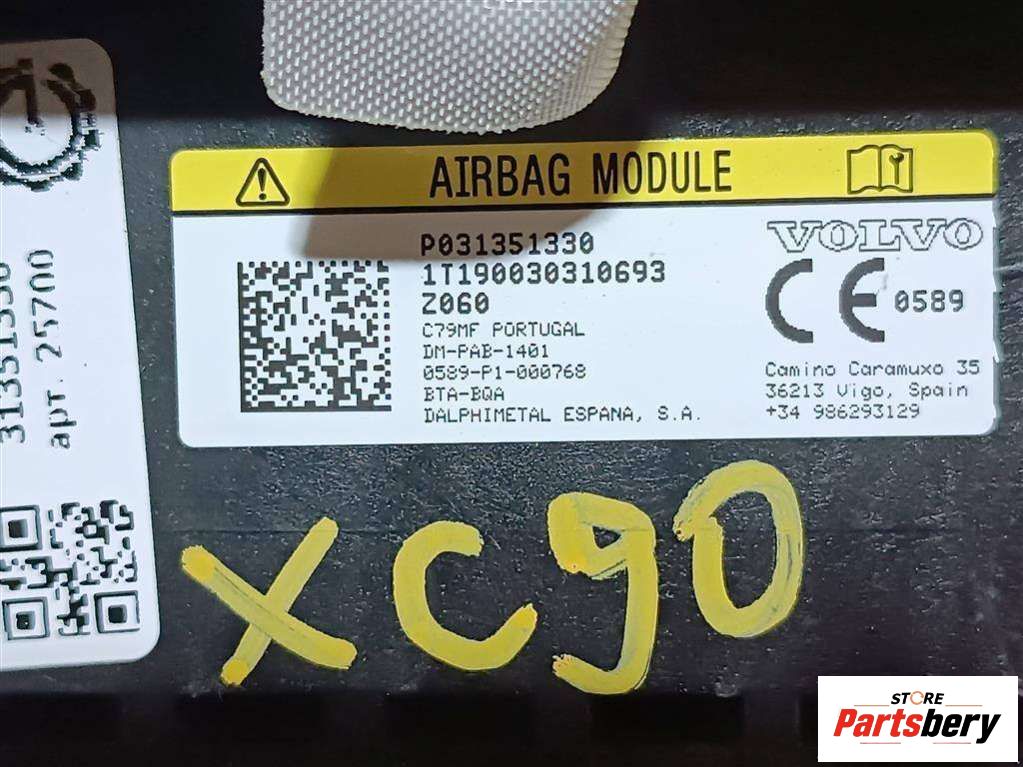 31351330
арт. 25700
AIRBAG MODULE
P031351330
1T190030310693
Z060
C79MF PORTUGAL
DM-PAB-1401
0589-P1-000768
BTA-BQA
DALPHIMETAL ESPANA, S.A.
VOLVO
CE 0589
Camino Caramuxo 35
36213 Vigo, Spain
+34 986293129
XC90
STORE
Partsbery